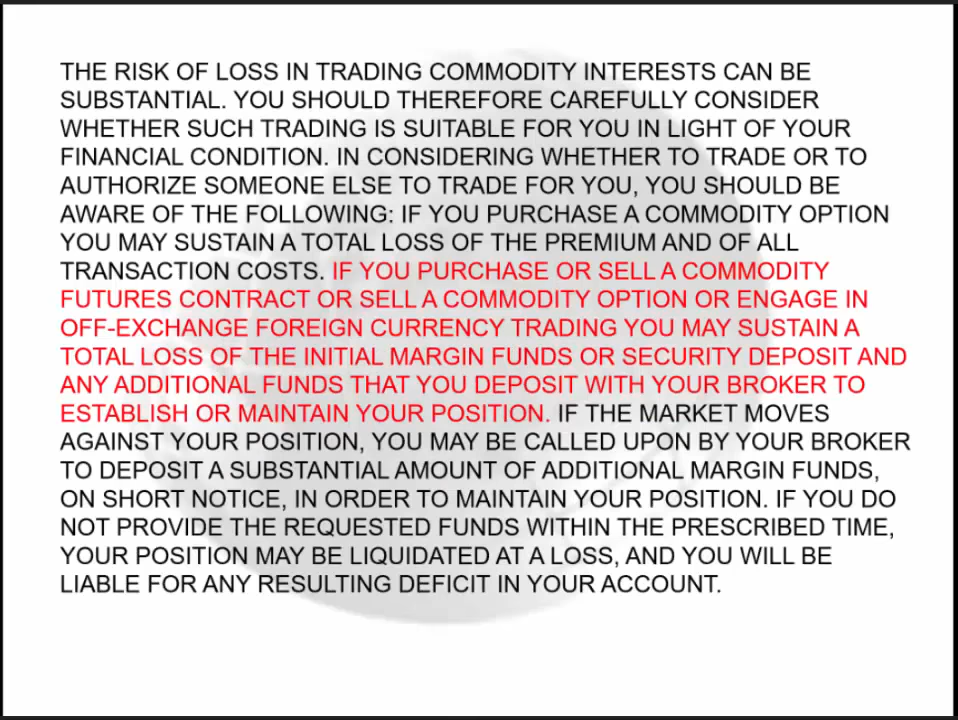 THE RISK OF LOSS IN TRADING COMMODITY INTERESTS CAN BE
SUBSTANTIAL. YOU SHOULD THEREFORE CAREFULLY CONSIDER
WHETHER SUCH TRADING IS SUITABLE FOR YOU IN LIGHT OF YOUR
FINANCIAL CONDITION. IN CONSIDERING WHETHER TO TRADE OR TO
AUTHORIZE SOMEONE ELSE TO TRADE FOR YOU, YOU SHOULD BE
AWARE OF THE FOLLOWING: IF YOU PURCHASE A COMMODITY OPTION
YOU MAY SUSTAIN A TOTAL LOSS OF THE PREMIUM AND OF ALL
TRANSACTION COSTS. IF YOU PURCHASE OR SELL A COMMODITY
FUTURES CONTRACT OR SELL A COMMODITY OPTION OR ENGAGE IN
OFF-EXCHANGE FOREIGN CURRENCY TRADING YOU MAY SUSTAIN A
TOTAL LOSS OF THE INITIAL MARGIN FUNDS OR SECURITY DEPOSIT AND
ANY ADDITIONAL FUNDS THAT YOU DEPOSIT WITH YOUR BROKER TO
ESTABLISH OR MAINTAIN YOUR POSITION. IF THE MARKET MOVES
AGAINST YOUR POSITION, YOU MAY BE CALLED UPON BY YOUR BROKER
TO DEPOSIT A SUBSTANTIAL AMOUNT OF ADDITIONAL MARGIN FUNDS,
ON SHORT NOTICE, IN ORDER TO MAINTAIN YOUR POSITION. IF YOU DO
NOT PROVIDE THE REQUESTED FUNDS WITHIN THE PRESCRIBED TIME,
YOUR POSITION MAY BE LIQUIDATED AT A LOSS, AND YOU WILL BE
LIABLE FOR ANY RESULTING DEFICIT IN YOUR ACCOUNT.